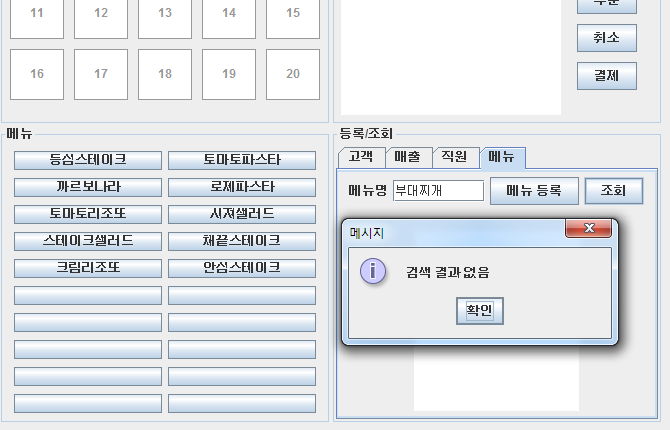 11 12 13 14 15
주문
취소
16 17 18 19 20
결제
메뉴
등심스테이크 토마토파스타
까르보나라 로제파스타
토마토리조또 시져샐러드
스테이크샐러드 채끝스테이크
크림리조또 안심스테이크
등록/조회
고객 매출 직원 메뉴
메뉴명 부대찌개 메뉴 등록 조회
메시지
검색 결과 없음
확인